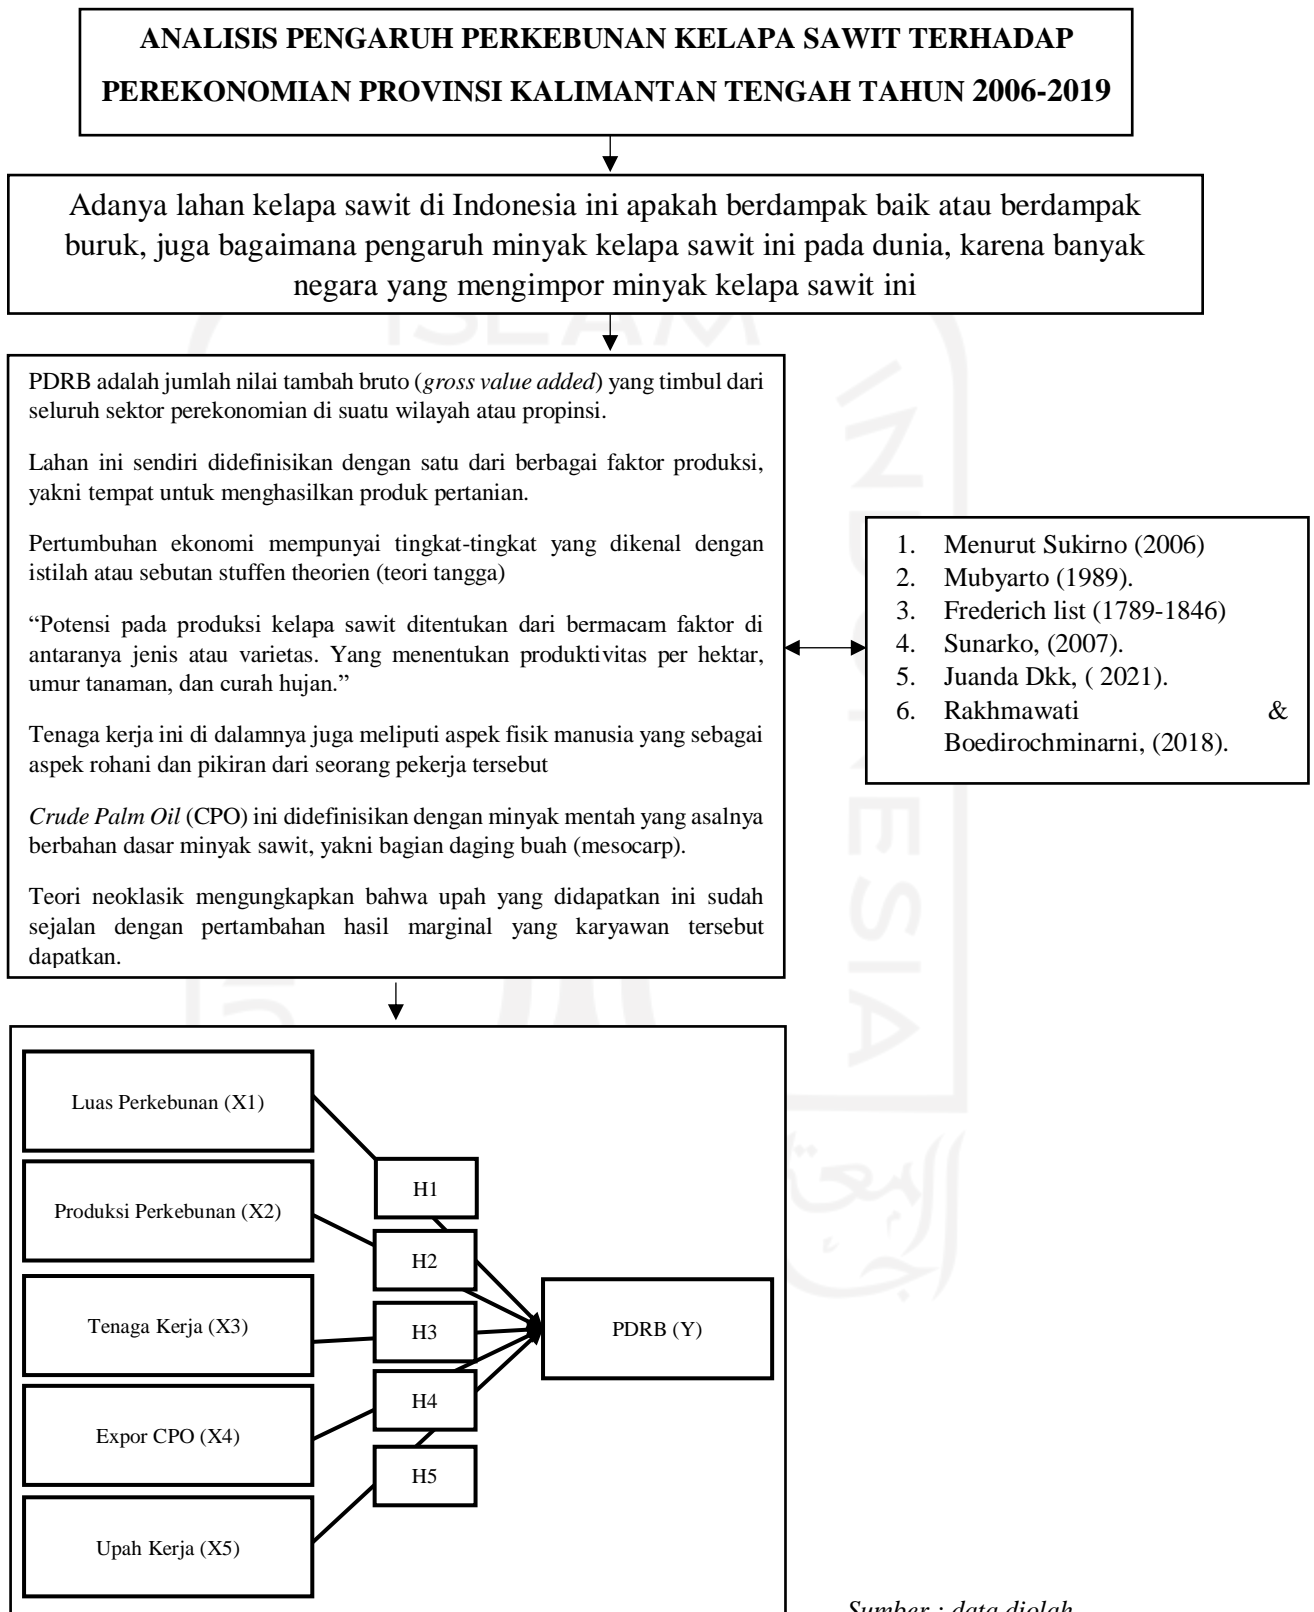 ANALISIS PENGARUH PERKEBUNAN KELAPA SAWIT TERHADAP
PEREKONOMIAN PROVINSI KALIMANTAN TENGAH TAHUN 2006-2019
Adanya lahan kelapa sawit di Indonesia ini apakah berdampak baik atau berdampak
buruk, juga bagaimana pengaruh minyak kelapa sawit ini pada dunia, karena banyak
negara yang mengimpor minyak kelapa sawit ini
ISLAM
INDONESIA
PDRB adalah jumlah nilai tambah bruto (gross value added) yang timbul dari
seluruh sektor perekonomian di suatu wilayah atau propinsi.
Lahan ini sendiri didefinisikan dengan satu dari berbagai faktor produksi,
yakni tempat untuk menghasilkan produk pertanian.
Pertumbuhan ekonomi mempunyai tingkat-tingkat yang dikenal dengan
istilah atau sebutan stuffen theorien (teori tangga)
“Potensi pada produksi kelapa sawit ditentukan dari bermacam faktor di
antaranya jenis atau varietas. Yang menentukan produktivitas per hektar,
umur tanaman, dan curah hujan.”
Tenaga kerja ini di dalamnya juga meliputi aspek fisik manusia yang sebagai
aspek rohani dan pikiran dari seorang pekerja tersebut
Crude Palm Oil (CPO) ini didefinisikan dengan minyak mentah yang asalnya
berbahan dasar minyak sawit, yakni bagian daging buah (mesocarp).
Teori neoklasik mengungkapkan bahwa upah yang didapatkan ini sudah
sejalan dengan pertambahan hasil marginal yang karyawan tersebut
dapatkan.
1. Menurut Sukirno (2006)
2. Mubyarto (1989).
3. Frederich list (1789-1846)
4. Sunarko, (2007).
5. Juanda Dkk, ( 2021).
6. Rakhmawati &
Boedirochminarni, (2018).
Luas Perkebunan (X1)
Produksi Perkebunan (X2)
Tenaga Kerja (X3)
Expor CPO (X4)
Upah Kerja (X5)
H1
H2
H3
H4
H5
PDRB (Y)
Sumber : data diolah